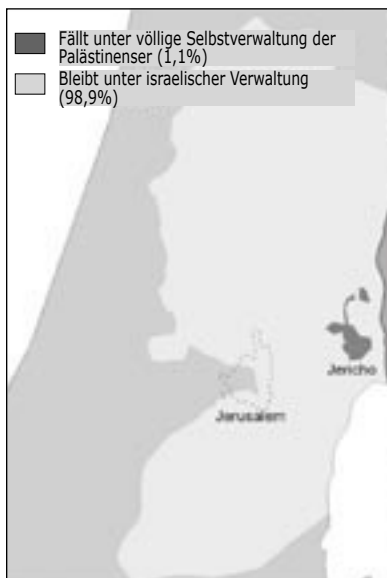 Fällt unter völlige Selbstverwaltung der
Palästinenser (1,1%)
Bleibt unter israelischer Verwaltung
(98,9%)
Jericho
Jerusalem